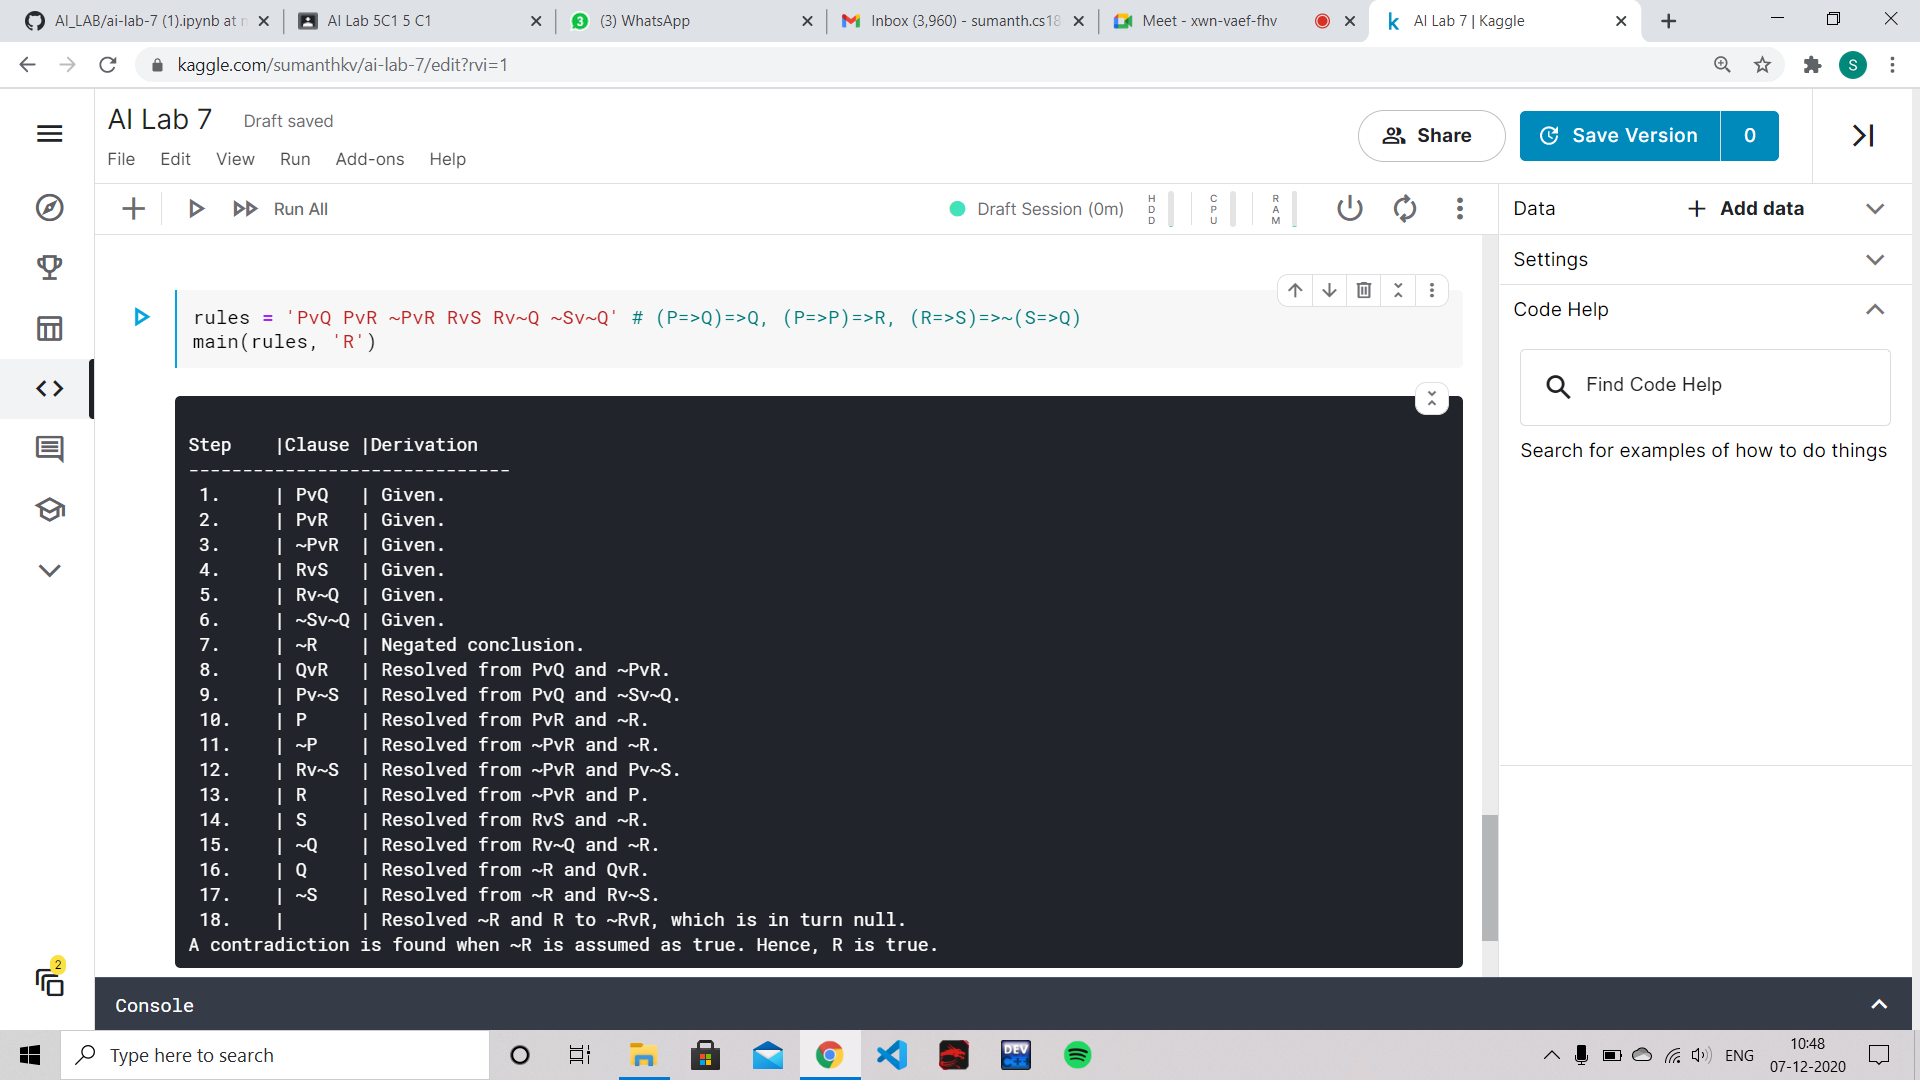 AI_LAB/ai-lab-7 (1).ipynb at m
AI Lab 5C1 5 C1
(3) WhatsApp
Inbox (3,960) - sumanth.cs18
Meet - xwn-vaef-fhv
AI Lab 7 | Kaggle
kaggle.com/sumanthkv/ai-lab-7/edit?rvi=1
S
AI Lab 7 Draft saved
File Edit View Run Add-ons Help
Share
Save Version 0
Run All
Draft Session (0m)
HDD
CPU
RAM
Data
+ Add data
Settings
Code Help
Find Code Help
Search for examples of how to do things
rules = 'PvQ PvR ~PvR RvS Rv~Q ~Sv~Q' # (P=>Q)=>Q, (P=>P)=>R, (R=>S)=>~(S=>Q)
main(rules, 'R')
Step |Clause |Derivation
------------------------------
1. | PvQ | Given.
2. | PvR | Given.
3. | ~PvR | Given.
4. | RvS | Given.
5. | Rv~Q | Given.
6. | ~Sv~Q | Given.
7. | ~R | Negated conclusion.
8. | QvR | Resolved from PvQ and ~PvR.
9. | Pv~S | Resolved from PvQ and ~Sv~Q.
10. | P | Resolved from PvR and ~R.
11. | ~P | Resolved from ~PvR and ~R.
12. | Rv~S | Resolved from ~PvR and Pv~S.
13. | R | Resolved from ~PvR and P.
14. | S | Resolved from RvS and ~R.
15. | ~Q | Resolved from Rv~Q and ~R.
16. | Q | Resolved from ~R and QvR.
17. | ~S | Resolved from ~R and Rv~S.
18. | | Resolved ~R and R to ~RvR, which is in turn null.
A contradiction is found when ~R is assumed as true. Hence, R is true.
2
Console
Type here to search
DEV
ENG
10:48
07-12-2020